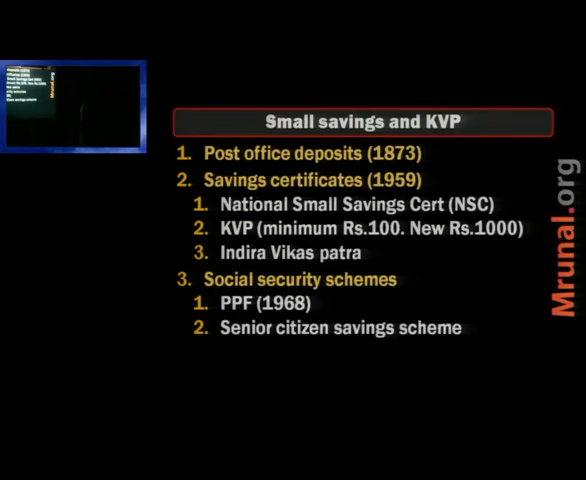 Small savings and KVP
1. Post office deposits (1873)
2. Savings certificates (1959)
1. National Small Savings Cert (NSC)
2. KVP (minimum Rs.100. New Rs.1000)
3. Indira Vikas patra
3. Social security schemes
1. PPF (1968)
2. Senior citizen savings scheme
Mrunal.org